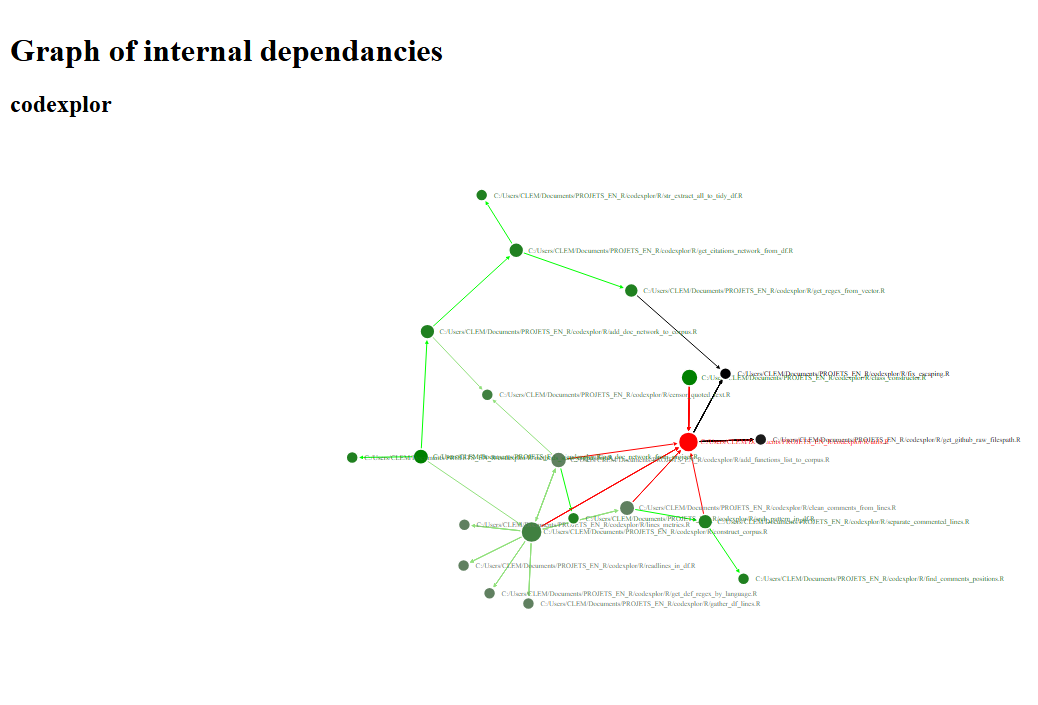 Graph of internal dependancies
codexplor
C:/Users/CLEM/Documents/PROJETS_EN_R/codexplor/R/str_extract_all_to_tidy_df.R
C:/Users/CLEM/Documents/PROJETS_EN_R/codexplor/R/get_citations_network_from_df.R
C:/Users/CLEM/Documents/PROJETS_EN_R/codexplor/R/get_regex_from_vector.R
C:/Users/CLEM/Documents/PROJETS_EN_R/codexplor/R/add_doc_network_to_corpus.R
C:/Users/CLEM/Documents/PROJETS_EN_R/codexplor/R/fix_escaping.R
C:/Users/CLEM/Documents/PROJETS_EN_R/codexplor/R/class_constructor.R
C:/Users/CLEM/Documents/PROJETS_EN_R/codexplor/R/censor_quoted_text.R
C:/Users/CLEM/Documents/PROJETS_EN_R/codexplor/R/get_github_raw_filespath.R
C:/Users/CLEM/Documents/PROJETS_EN_R/codexplor/R/add_functions_list_to_corpus.R
C:/Users/CLEM/Documents/PROJETS_EN_R/codexplor/R/clean_comments_from_lines.R
C:/Users/CLEM/Documents/PROJETS_EN_R/codexplor/R/separate_commented_lines.R
C:/Users/CLEM/Documents/PROJETS_EN_R/codexplor/R/lines_metrics.R
C:/Users/CLEM/Documents/PROJETS_EN_R/codexplor/R/construct_corpus.R
C:/Users/CLEM/Documents/PROJETS_EN_R/codexplor/R/readlines_in_df.R
C:/Users/CLEM/Documents/PROJETS_EN_R/codexplor/R/find_comments_positions.R
C:/Users/CLEM/Documents/PROJETS_EN_R/codexplor/R/get_def_regex_by_language.R
C:/Users/CLEM/Documents/PROJETS_EN_R/codexplor/R/gather_df_lines.R